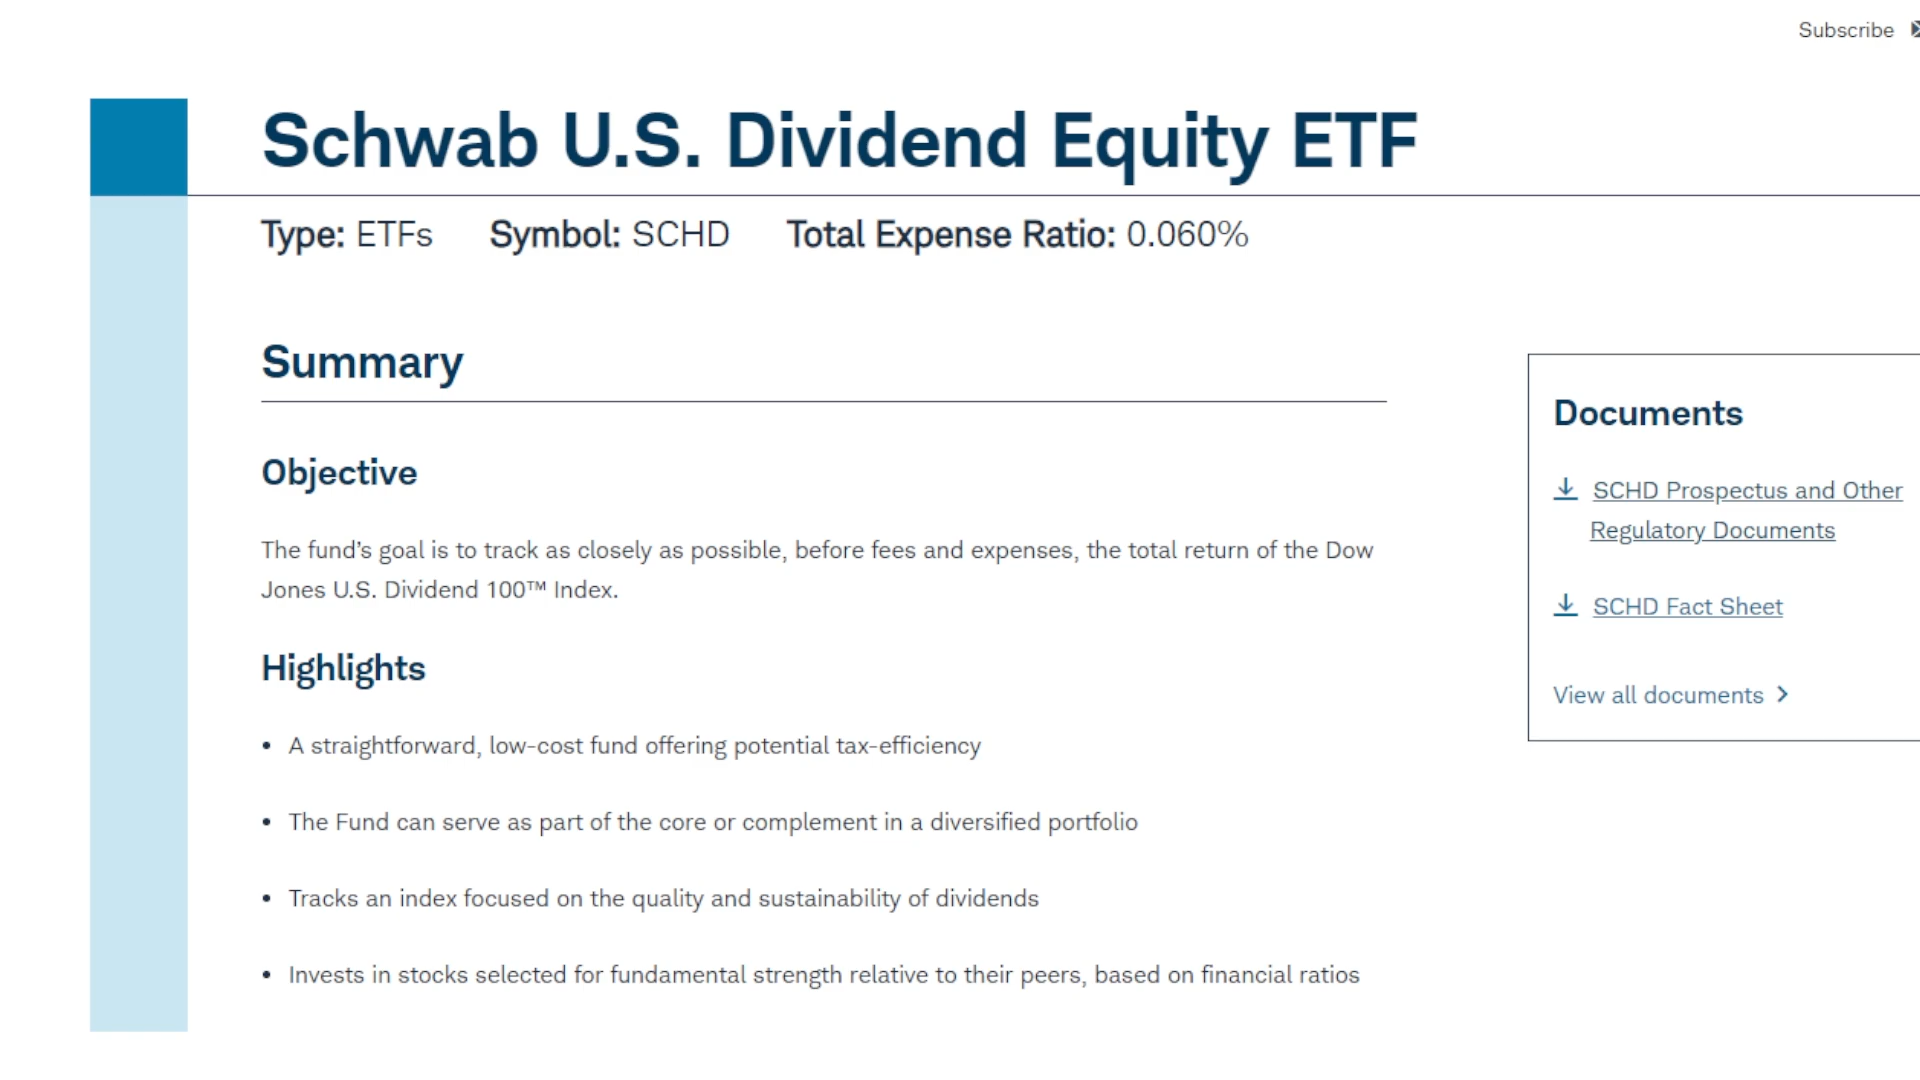 Subscribe
Schwab U.S. Dividend Equity ETF
Type: ETFs Symbol: SCHD Total Expense Ratio: 0.060%
Summary
Objective
The fund's goal is to track as closely as possible, before fees and expenses, the total return of the Dow
Jones U.S. Dividend 100™ Index.
Highlights
• A straightforward, low-cost fund offering potential tax-efficiency
• The Fund can serve as part of the core or complement in a diversified portfolio
• Tracks an index focused on the quality and sustainability of dividends
• Invests in stocks selected for fundamental strength relative to their peers, based on financial ratios
Documents
SCHD Prospectus and Other
Regulatory Documents
SCHD Fact Sheet
View all documents